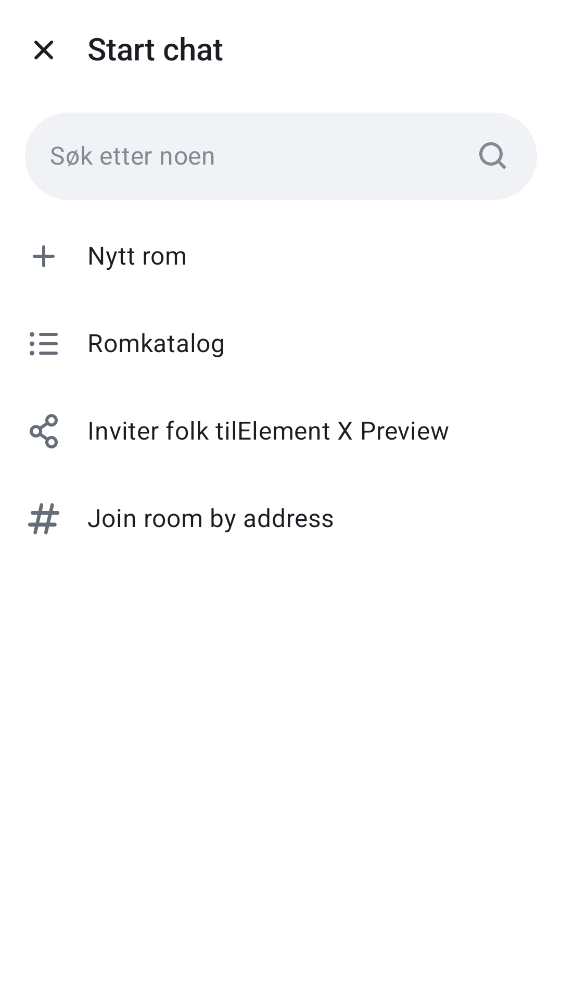 Start chat
Søk etter noen
Nytt rom
Romkatalog
Inviter folk tilElement X Preview
Join room by address